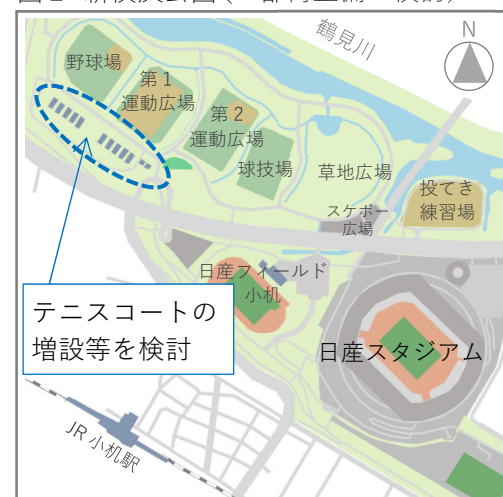 鶴見川
N
野球場
第1
運動広場
第2
運動広場
球技場
草地広場
投てき
練習場
スケボー
広場
日産フィールド
小机
テニスコートの
増設等を検討
日産スタジアム
JR 小机駅